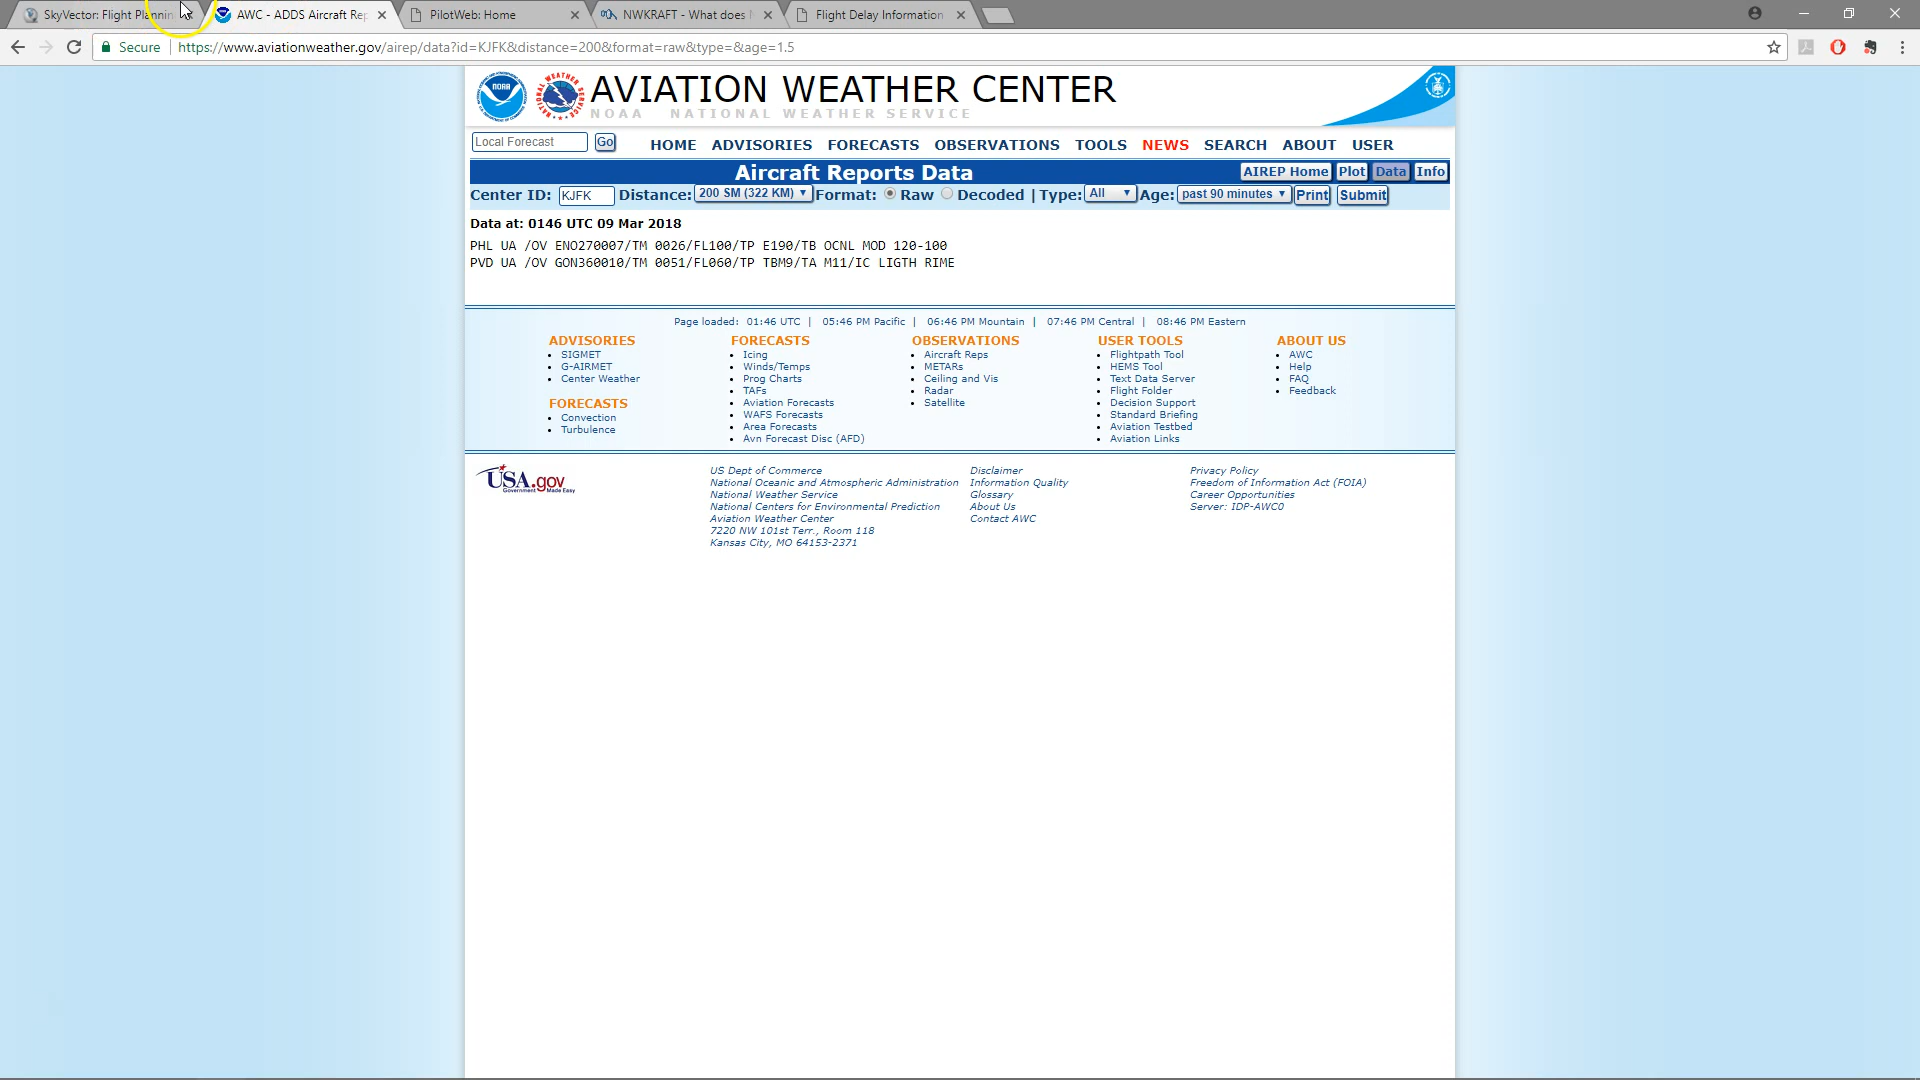 SkyVector: Flight Plannin
AWC - ADDS Aircraft Rep
PilotWeb: Home
NWKRAFT - What does
Flight Delay Information
Secure
https://www.aviationweather.gov/airep/data?id=KJFK&distance=200&format=raw&type=&age=1.5
NOAA
AVIATION WEATHER CENTER
NOAA NATIONAL WEATHER SERVICE
Local Forecast Go HOME ADVISORIES FORECASTS OBSERVATIONS TOOLS NEWS SEARCH ABOUT USER
Aircraft Reports Data AIREP Home Plot Data Info
Center ID: KJFK Distance: 200 SM (322 KM) Format: Raw Decoded | Type: All Age: past 90 minutes Print Submit
Data at: 0146 UTC 09 Mar 2018
PHL UA /OV ENO270007/TM 0026/FL100/TP E190/TB OCNL MOD 120-100
PVD UA /OV GON360010/TM 0051/FL060/TP TBM9/TA M11/IC LIGTH RIME
Page loaded: 01:46 UTC | 05:46 PM Pacific | 06:46 PM Mountain | 07:46 PM Central | 08:46 PM Eastern
ADVISORIES
SIGMET
G-AIRMET
Center Weather
FORECASTS
Convection
Turbulence
FORECASTS
Icing
Winds/Temps
Prog Charts
TAFs
Aviation Forecasts
WAFS Forecasts
Area Forecasts
Avn Forecast Disc (AFD)
OBSERVATIONS
Aircraft Reps
METARs
Ceiling and Vis
Radar
Satellite
USER TOOLS
Flightpath Tool
HEMS Tool
Text Data Server
Flight Folder
Decision Support
Standard Briefing
Aviation Testbed
Aviation Links
ABOUT US
AWC
Help
FAQ
Feedback
USA.gov
Government Made Easy
US Dept of Commerce
National Oceanic and Atmospheric Administration
National Weather Service
National Centers for Environmental Prediction
Aviation Weather Center
7220 NW 101st Terr., Room 118
Kansas City, MO 64153-2371
Disclaimer
Information Quality
Glossary
About Us
Contact AWC
Privacy Policy
Freedom of Information Act (FOIA)
Career Opportunities
Server: IDP-AWC0